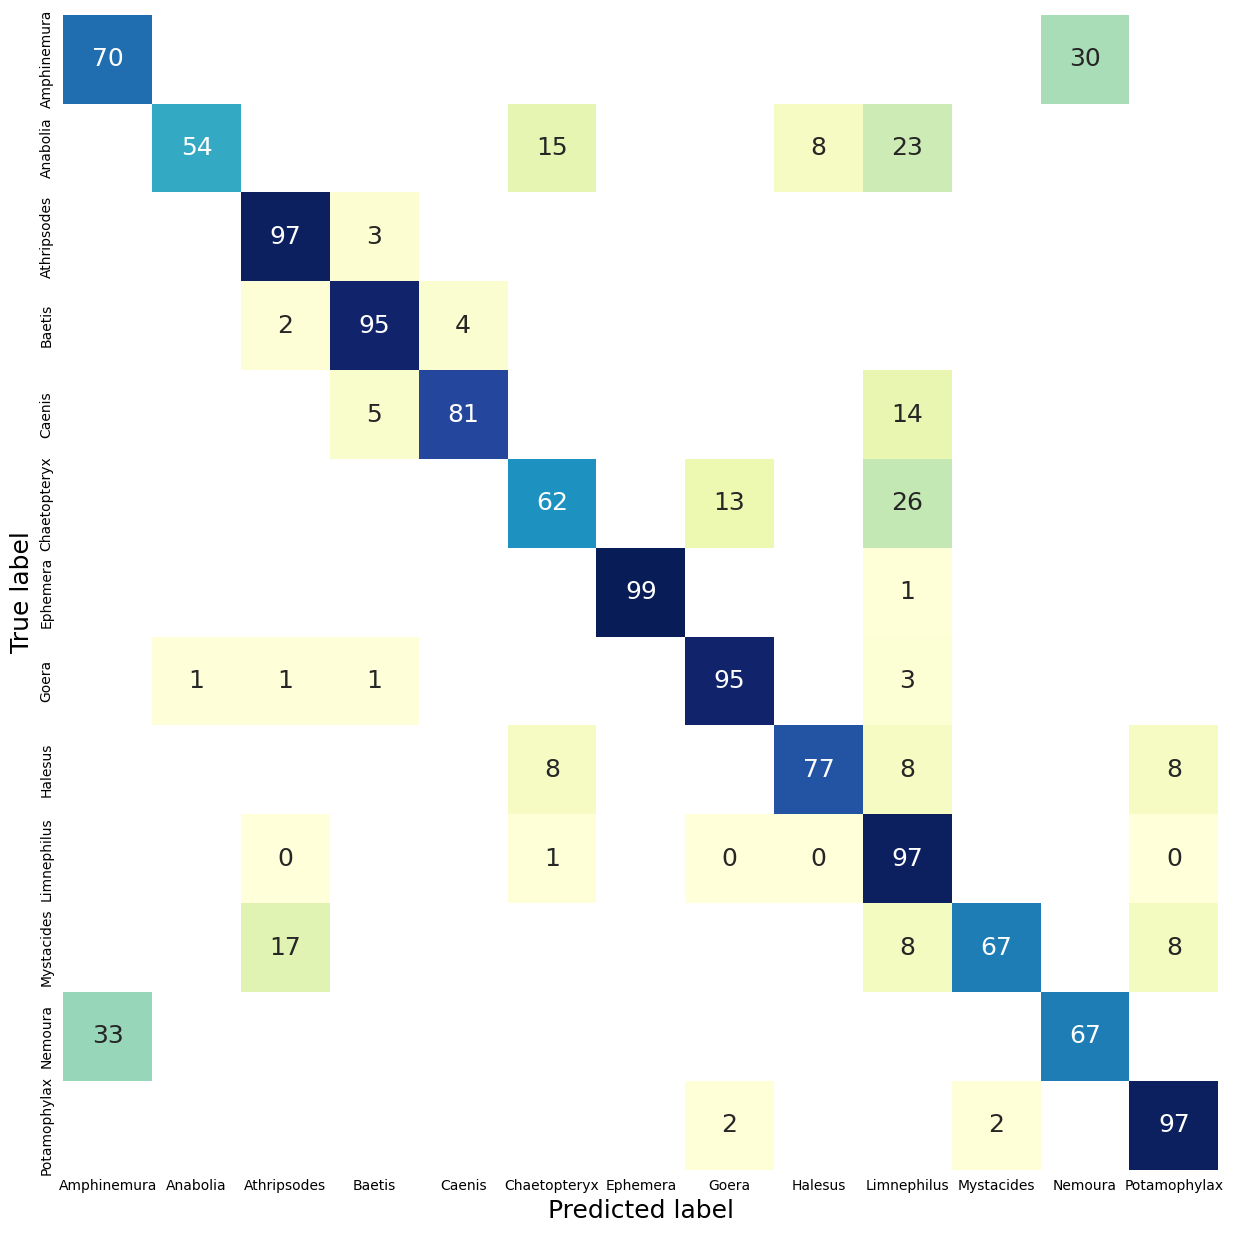 True label
Amphinemura 70 30
Anabolia 54 15 8 23
Athripsodes 97 3
Baetis 2 95 4
Caenis 5 81 14
Chaetopteryx 62 13 26
Ephemera 99 1
Goera 1 1 1 95 3
Halesus 8 77 8 8
Limnephilus 0 1 0 0 97 0
Mystacides 17 8 67 8
Nemoura 33 67
Potamophylax 2 2 97
Amphinemura Anabolia Athripsodes Baetis Caenis Chaetopteryx Ephemera Goera Halesus Limnephilus Mystacides Nemoura Potamophylax
Predicted label